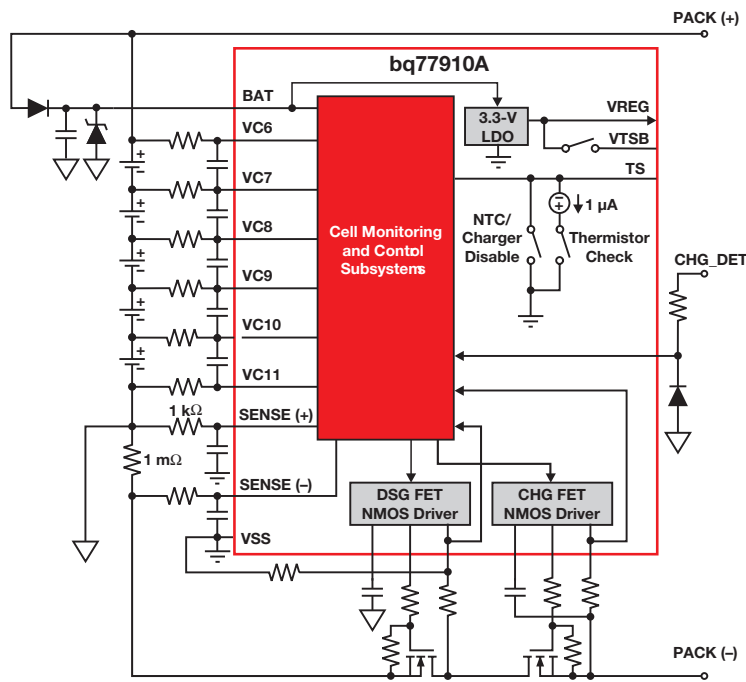 PACK (+)
bq77910A
BAT
3.3-V
LDO
VREG
VTSB
VC6
TS
VC7
1 µA
NTC/
Charger
Disable
Thermistor
Check
VC8
Cell Monitoring
and Control
Subsystems
CHG_DET
VC9
VC10
VC11
1 kΩ
SENSE (+)
1 mΩ
SENSE (–)
DSG FET
NMOS Driver
CHG FET
NMOS Driver
VSS
PACK (–)